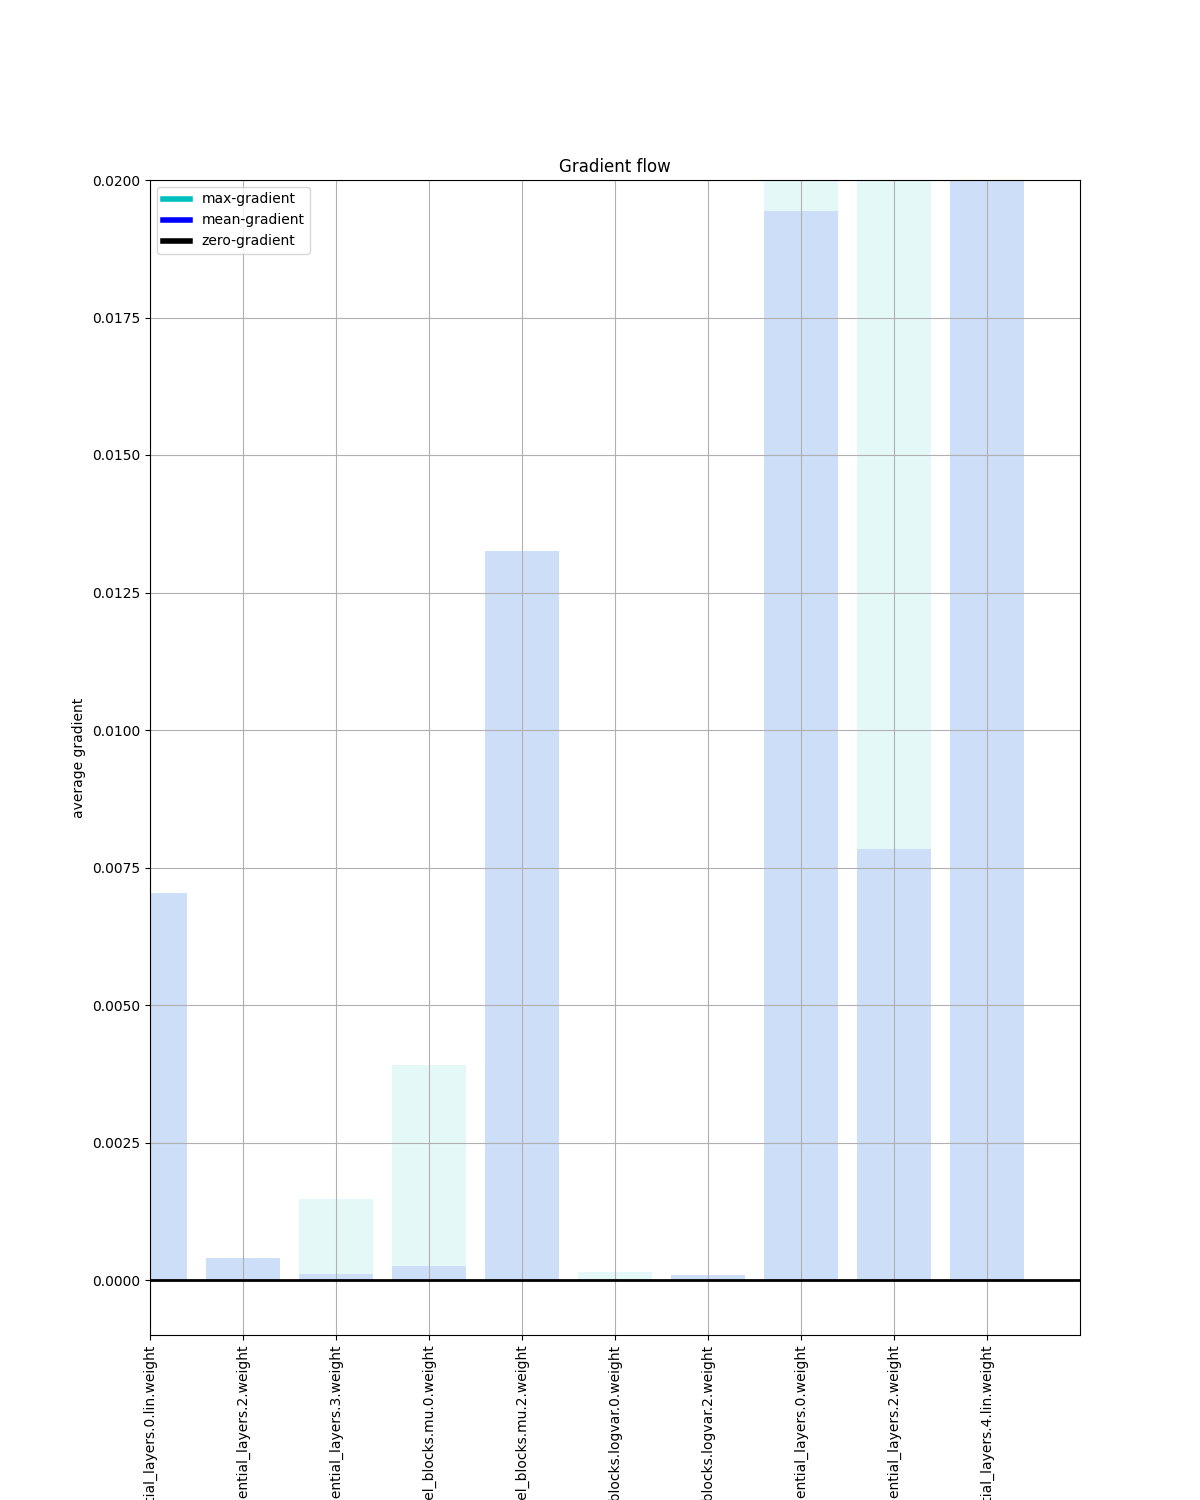 Gradient flow
max-gradient
mean-gradient
zero-gradient
average gradient
0.0200
0.0175
0.0150
0.0125
0.0100
0.0075
0.0050
0.0025
0.0000
tial_layers.0.lin.weight
ential_layers.2.weight
ential_layers.3.weight
el_blocks.mu.0.weight
el_blocks.mu.2.weight
blocks.logvar.0.weight
blocks.logvar.2.weight
ential_layers.0.weight
ential_layers.2.weight
tial_layers.4.lin.weight